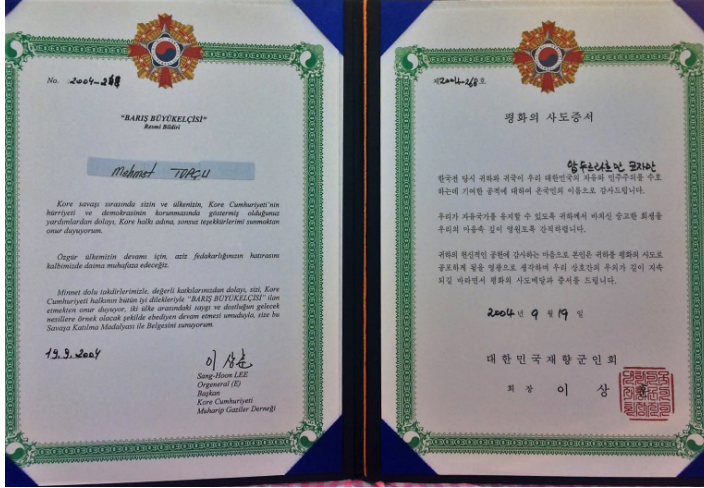 No. 2004-
"BARIŞ BÜYÜKELÇİSİ"
Resmi Bildiri
Mehmet TOPÇU
Kore savaşı sırasında sizin ve ülkenizin, Kore Cumhuriyeti'nin
hürriyeti ve demokrasinin korunmasında göstermiş olduğunuz
yardımlardan dolayı, Kore halkı adına, sonsuz teşekkürlerimi sunmaktan
onur duyuyorum.
Özgür ülkemizin devamı için, aziz fedakarlığınızın hatırasını
kalbimizde daima muhafaza edeceğiz.
Minnet dolu takdirlerimizle, değerli katkılarınızdan dolayı, sizi, Kore
Cumhuriyeti halkının bütün iyi dilekleriyle "BARIŞ BÜYÜKELÇİSİ" ilan
etmekten onur duyuyor, iki ülke arasındaki saygı ve dostluğun gelecek
nesillere örnek olacak şekilde ebediyen devam etmesi umuduyla, size bu
Savaşa Katılma Madalyası ile Belgesini sunuyorum.
19.9.2004
이 상훈
Sang-Hoon LEE
Orgeneral (E)
Başkan
Kore Cumhuriyeti
Muharip Gaziler Derneği
제2004- 호
평화의 사도증서
압두르라흐만 코자만
한국전 당시 귀하와 귀국이 우리 대한민국의 자유와 민주주의를 수호
하는데 기여한 공적에 대하여 온국민의 이름으로 감사드립니다.
우리가 자유국가를 유지할 수 있도록 귀하께서 바치신 숭고한 희생을
우리의 마음속 깊이 영원토록 간직하렵니다.
귀하의 헌신적인 공헌에 감사하는 마음으로 본인은 귀하를 평화의 사도로
공포하게 됨을 영광으로 생각하며 우리 상호간의 우의가 길이 지속
되길 바라면서 평화의 사도메달과 증서를 드립니다.
2004년 9월 19일
대한민국재향군인회
회장 이 상 훈